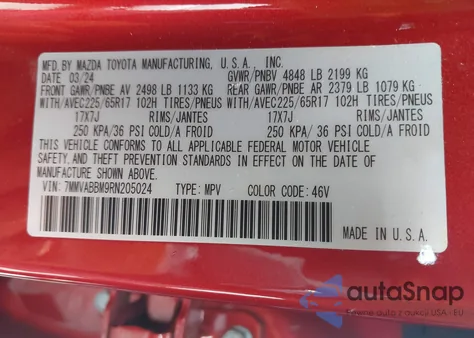 MFD. BY MAZDA TOYOTA MANUFACTURING, U.S.A., INC.
DATE 03/24 GVWR/PNBV 4848 LB 2199 KG
FRONT GAWR/PNBE AV 2498 LB 1133 KG REAR GAWR/PNBE AR 2379 LB 1079 KG
WITH/AVEC225/65R17 102H TIRES/PNEUS WITH/AVEC225/65R17 102H TIRES/PNEUS
17X7J RIMS/JANTES 17X7J RIMS/JANTES
250 KPA/36 PSI COLD/A FROID 250 KPA/ 36 PSI COLD/A FROID
THIS VEHICLE CONFORMS TO ALL APPLICABLE FEDERAL MOTOR VEHICLE
SAFETY, AND THEFT PREVENTION STANDARDS IN EFFECT ON THE DATE OF
MANUFACTURE SHOWN ABOVE.
VIN: 7MMVABBM9RN205024 TYPE: MPV COLOR CODE: 46V
MADE IN U.S.A.
autoSnap
USA - EU